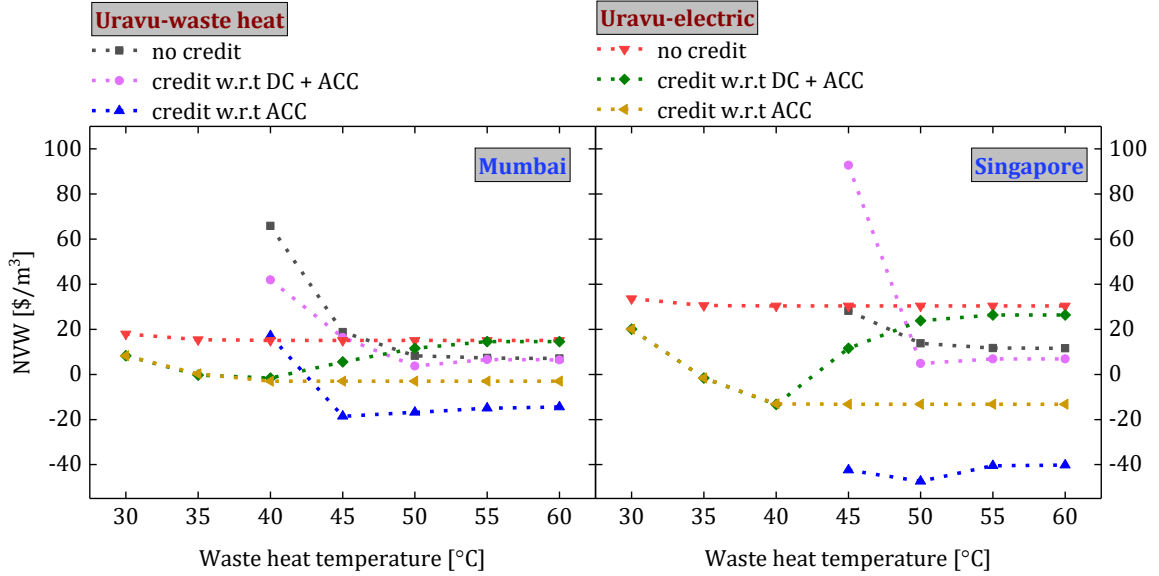 Uravu-waste heat
no credit
credit w.r.t DC + ACC
credit w.r.t ACC
Uravu-electric
no credit
credit w.r.t DC + ACC
credit w.r.t ACC
Mumbai
Singapore
NVW [$/m³]
100
80
60
40
20
0
-20
-40
100
80
60
40
20
0
-20
-40
30 35 40 45 50 55 60
30 35 40 45 50 55 60
Waste heat temperature [°C]
Waste heat temperature [°C]